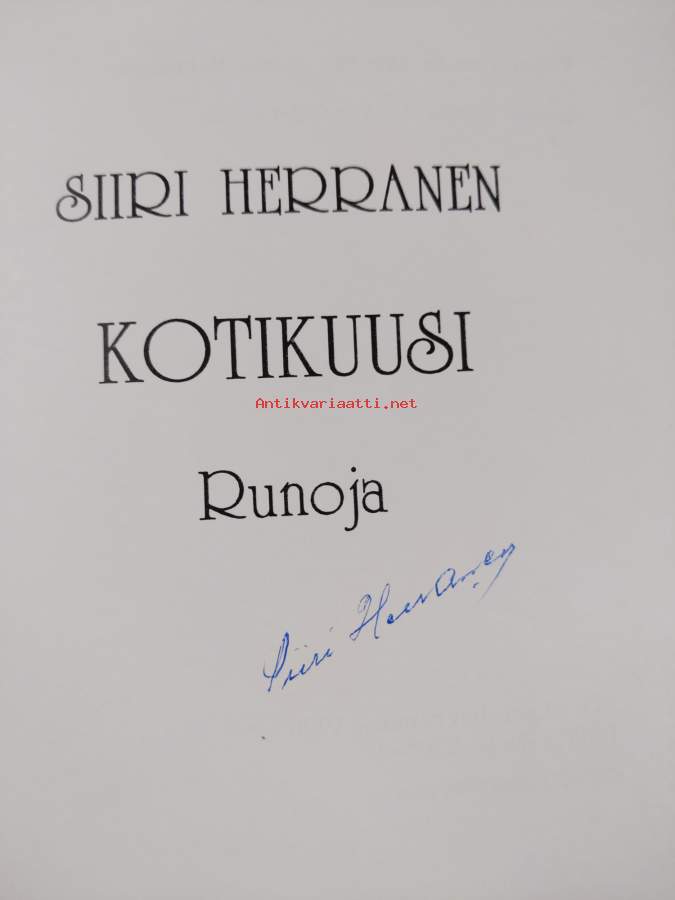 SIIRI HERRANEN
KOTIKUUSI
Antikvariaatti.net
Runoja
Siiri Herranen